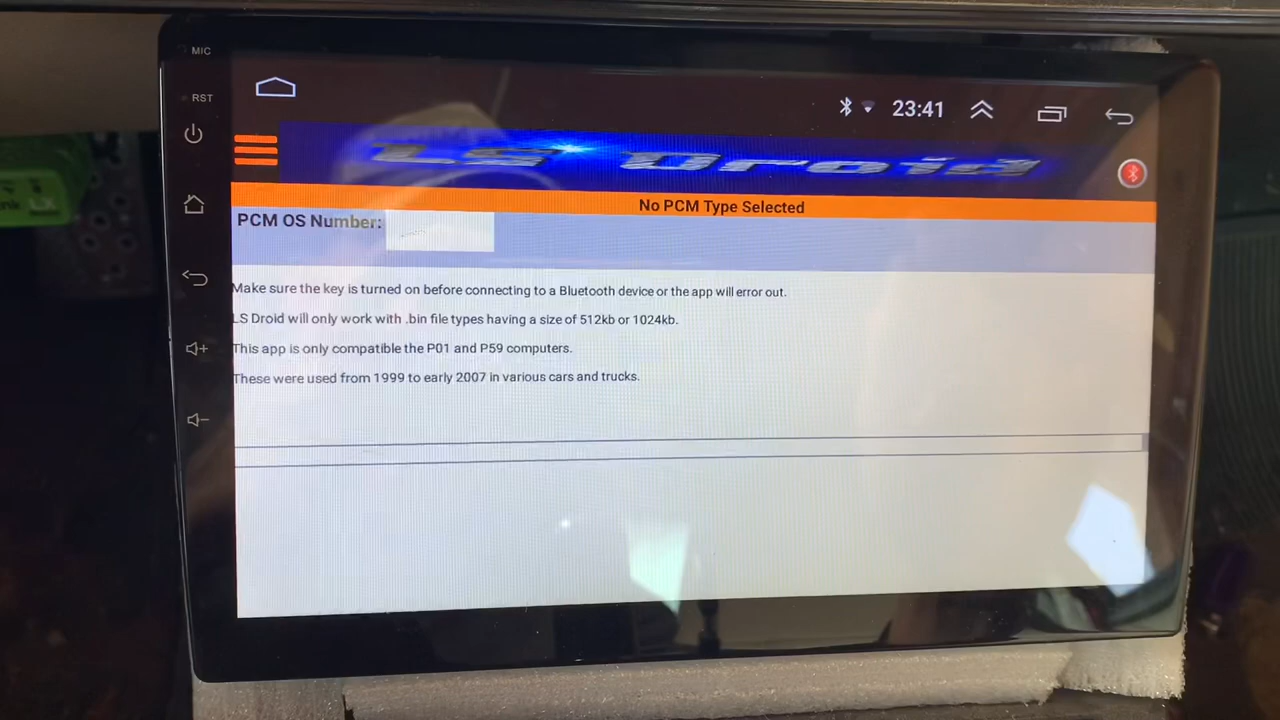 MIC
RST
23:41
LS Droid
No PCM Type Selected
PCM OS Number:
Make sure the key is turned on before connecting to a Bluetooth device or the app will error out.
LS Droid will only work with .bin file types having a size of 512kb or 1024kb.
This app is only compatible the P01 and P59 computers.
These were used from 1999 to early 2007 in various cars and trucks.